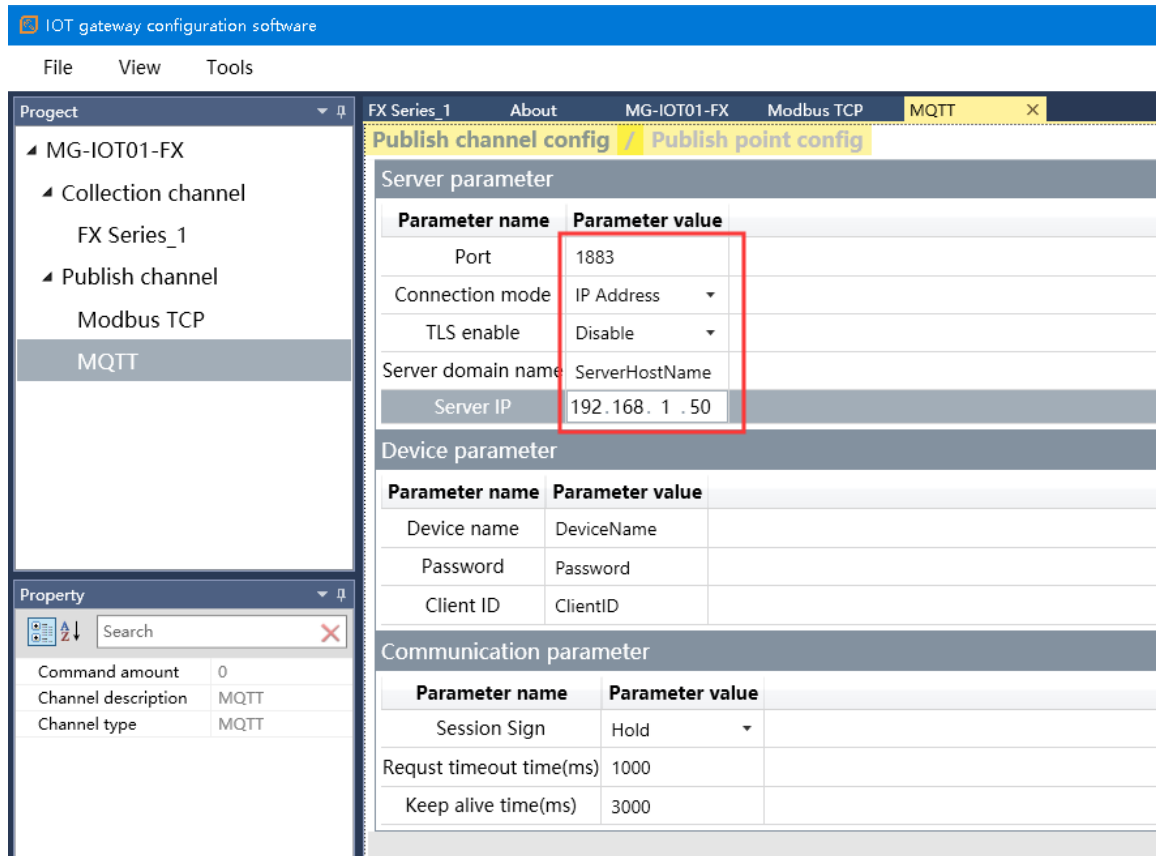 IOT gateway configuration software
File View Tools
Progect
MG-IOT01-FX
Collection channel
FX Series_1
Publish channel
Modbus TCP
MQTT
Property
Search
Command amount 0
Channel description MQTT
Channel type MQTT
FX Series_1 About MG-IOT01-FX Modbus TCP MQTT
Publish channel config / Publish point config
Server parameter
Parameter name Parameter value
Port 1883
Connection mode IP Address
TLS enable Disable
Server domain name ServerHostName
Server IP 192.168. 1 .50
Device parameter
Parameter name Parameter value
Device name DeviceName
Password Password
Client ID ClientID
Communication parameter
Parameter name Parameter value
Session Sign Hold
Requst timeout time(ms) 1000
Keep alive time(ms) 3000